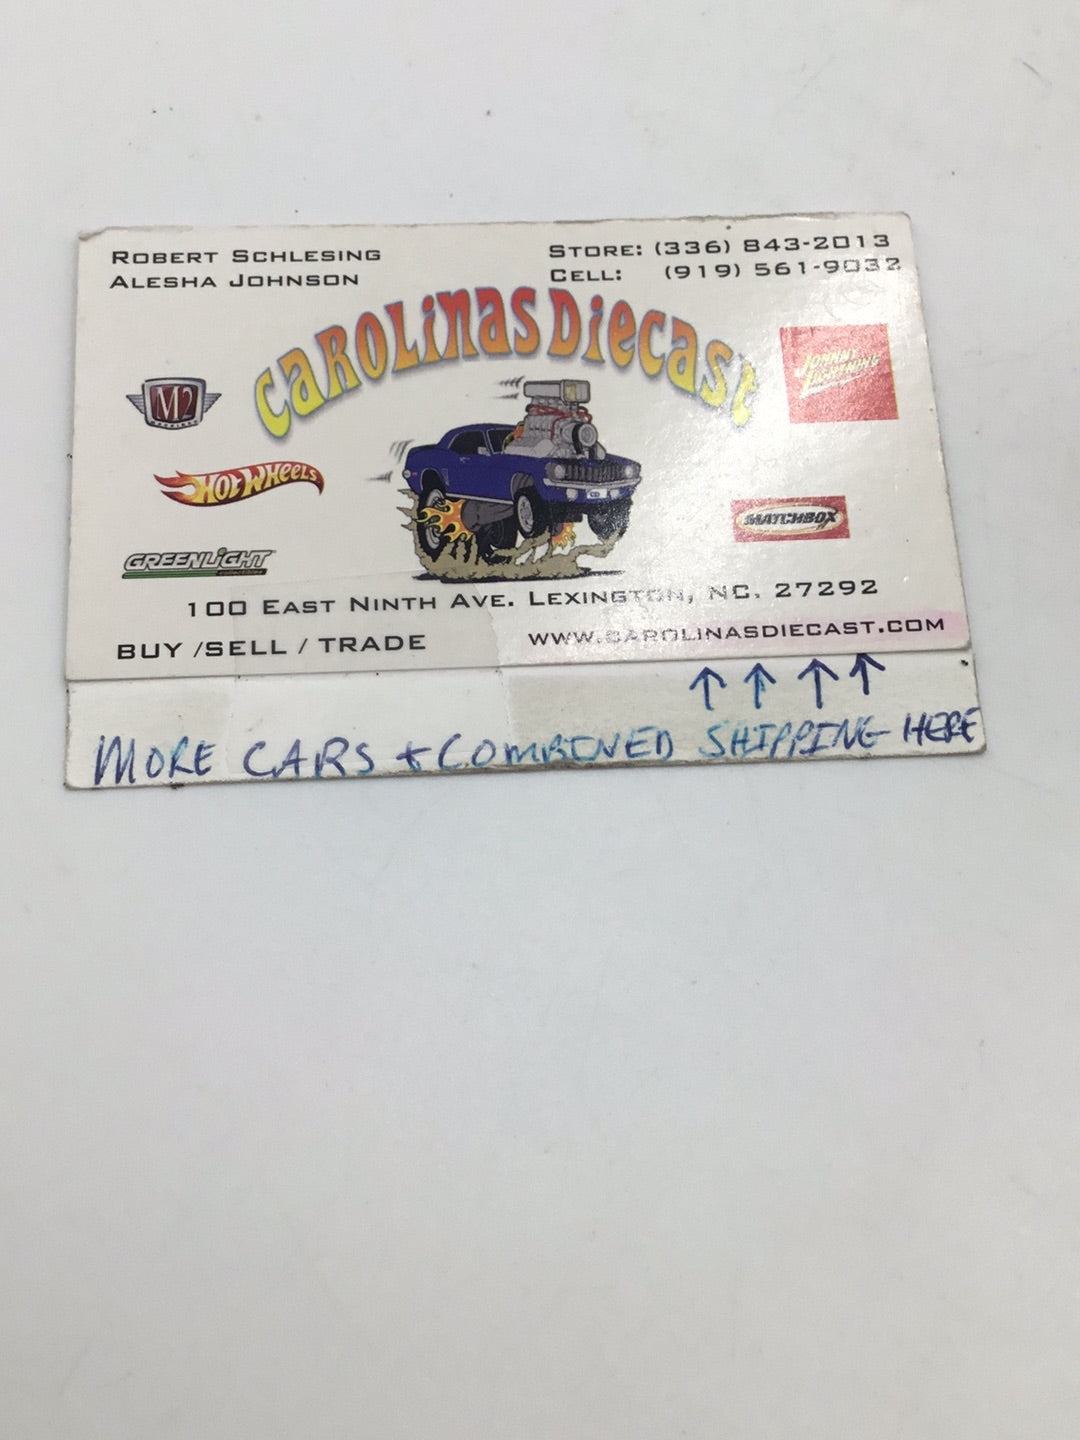 ROBERT SCHLESING
ALESHA JOHNSON
STORE: (336) 843-2013
CELL: (919) 561-9032
CAROLiNAS DiECAST
M2
MACHINES
JOHNNY LIGHTNING
HOT WHEELS
MATCHBOX
GREENLiGHT
100 EAST NINTH AVE. LEXINGTON, NC. 27292
BUY /SELL / TRADE
WWW.CAROLINASDIECAST.COM
↑ ↑ ↑ ↑
MORE CARS + COMBINED SHIPPING HERE